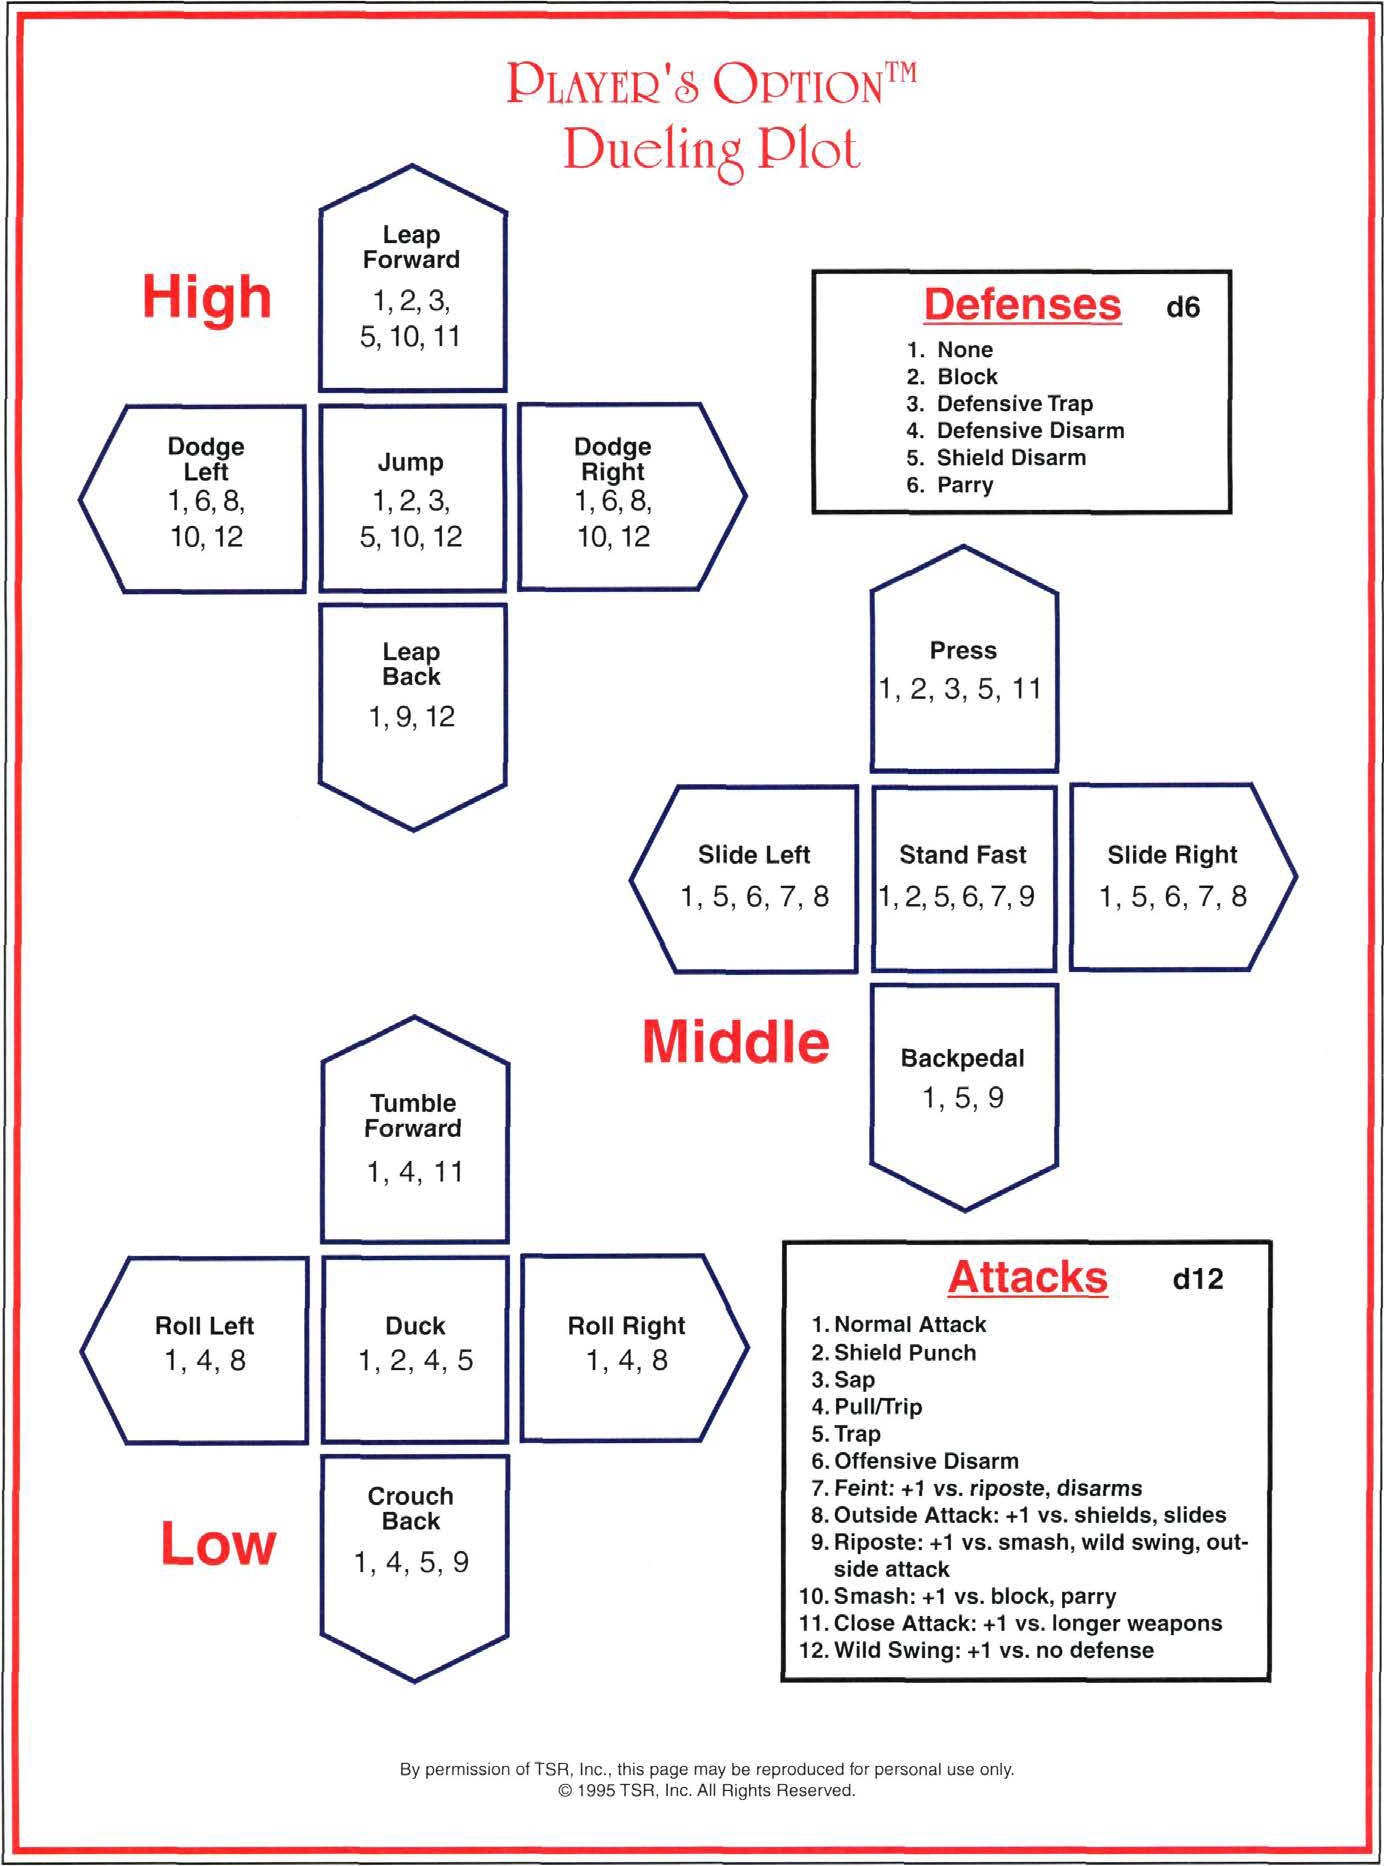 PLAYER'S OPTION™
Dueling Plot
High
Leap
Forward
1, 2, 3,
5, 10, 11
Dodge
Left
1, 6, 8,
10, 12
Jump
1, 2, 3,
5, 10, 12
Dodge
Right
1, 6, 8,
10, 12
Leap
Back
1, 9, 12
Defenses d6
1. None
2. Block
3. Defensive Trap
4. Defensive Disarm
5. Shield Disarm
6. Parry
Press
1, 2, 3, 5, 11
Slide Left
1, 5, 6, 7, 8
Stand Fast
1, 2, 5, 6, 7, 9
Slide Right
1, 5, 6, 7, 8
Middle
Backpedal
1, 5, 9
Tumble
Forward
1, 4, 11
Roll Left
1, 4, 8
Duck
1, 2, 4, 5
Roll Right
1, 4, 8
Low
Crouch
Back
1, 4, 5, 9
Attacks d12
1. Normal Attack
2. Shield Punch
3. Sap
4. Pull/Trip
5. Trap
6. Offensive Disarm
7. Feint: +1 vs. riposte, disarms
8. Outside Attack: +1 vs. shields, slides
9. Riposte: +1 vs. smash, wild swing, out-
side attack
10. Smash: +1 vs. block, parry
11. Close Attack: +1 vs. longer weapons
12. Wild Swing: +1 vs. no defense
By permission of TSR, Inc., this page may be reproduced for personal use only.
© 1995 TSR, Inc. All Rights Reserved.